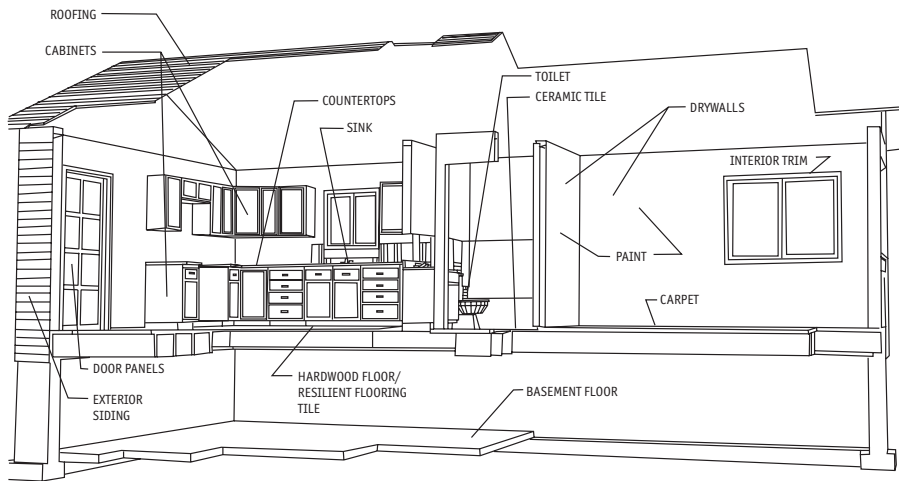 ROOFING
CABINETS
TOILET
CERAMIC TILE
COUNTERTOPS
DRYWALLS
SINK
INTERIOR TRIM
PAINT
CARPET
DOOR PANELS
HARDWOOD FLOOR/
RESILIENT FLOORING
TILE
BASEMENT FLOOR
EXTERIOR
SIDING